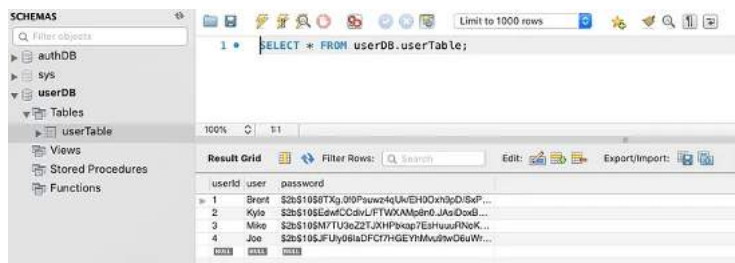 SCHEMAS
Limit to 1000 rows
Filter objects
1 SELECT * FROM userDB.userTable;
authDB
sys
userDB
Tables
userTable
100% 1:1
Views
Stored Procedures
Functions
Result Grid Filter Rows: Search Edit: Export/Import:
userId user password
1 Brent
2 Kyle
3 Mike
4 Joe
NULL NULL NULL